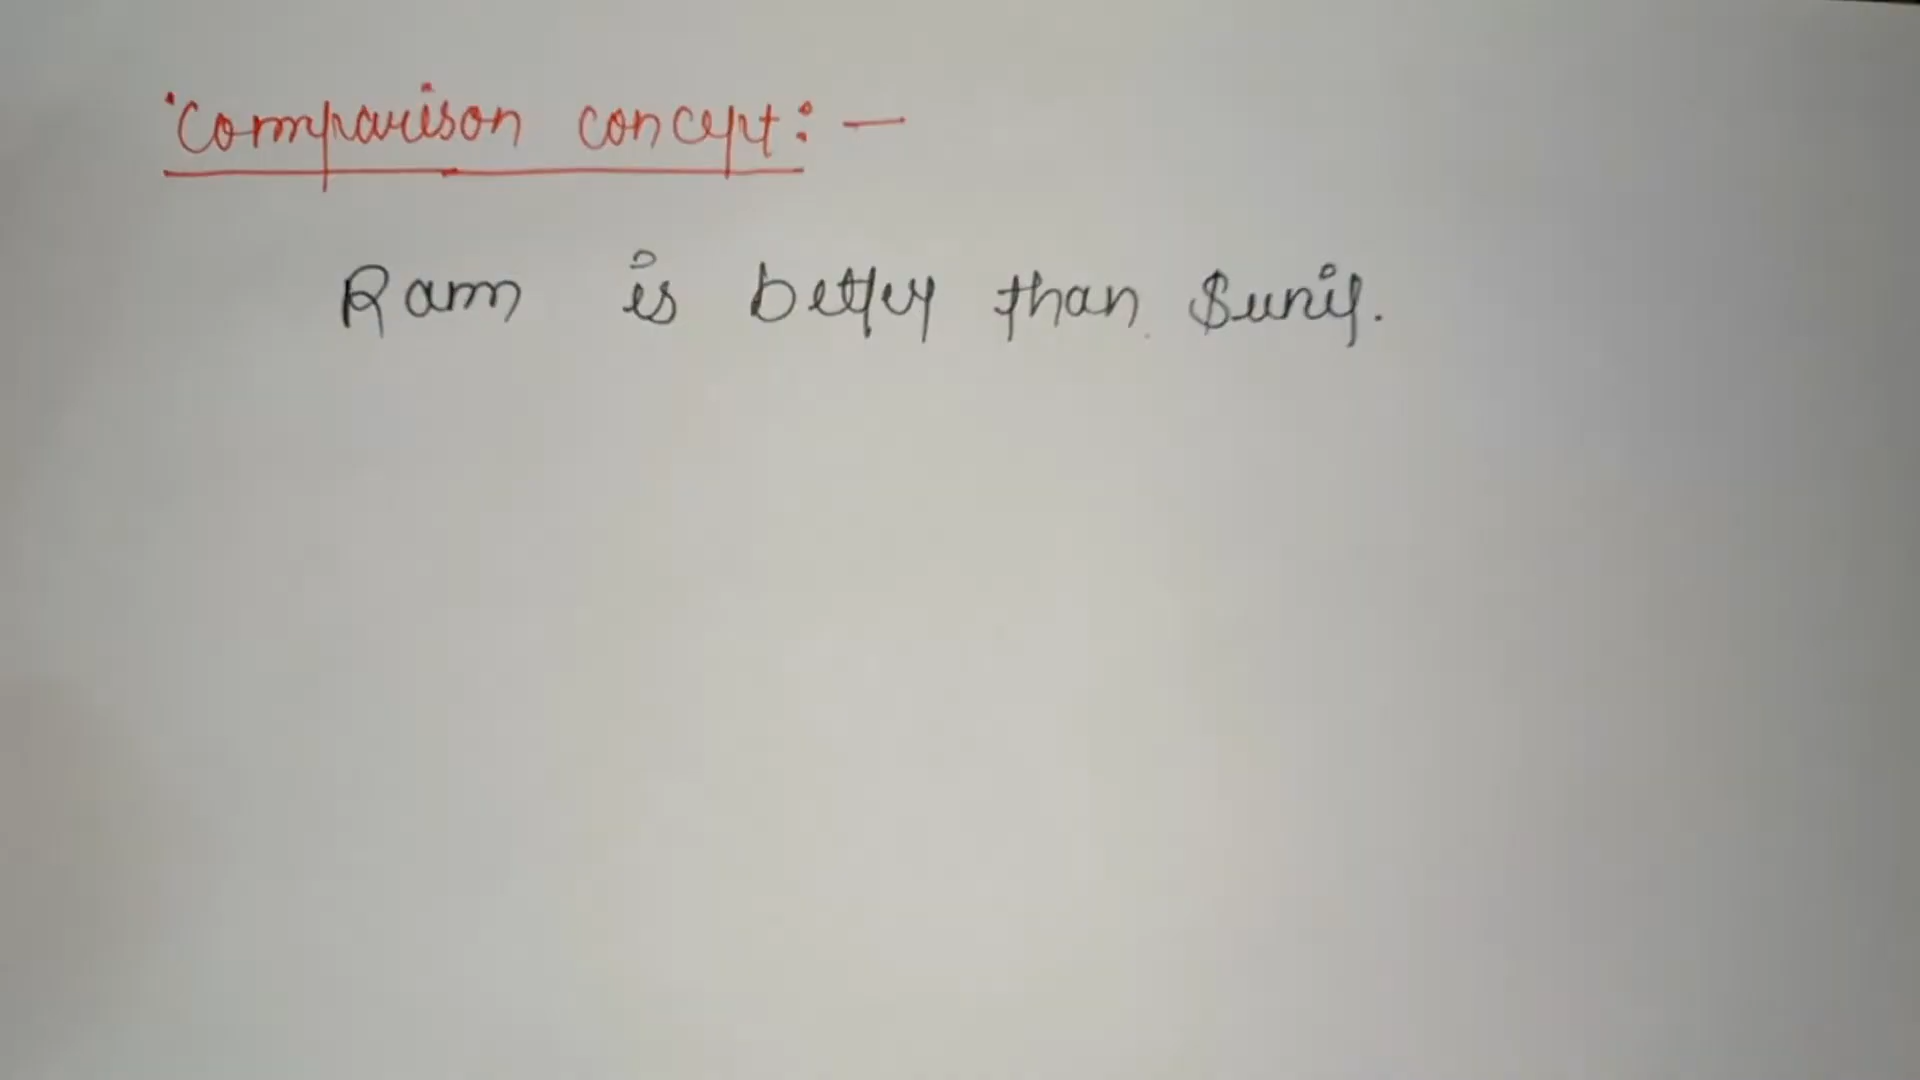 Comparison concept: —
Ram is better than Sunil.